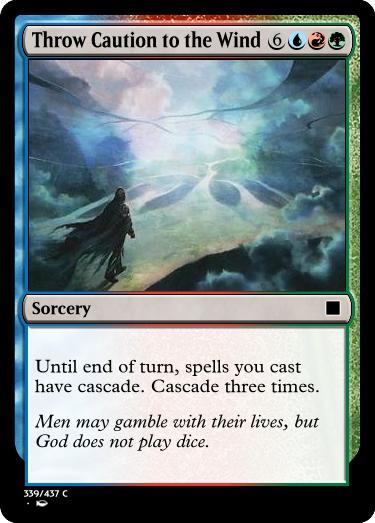 Throw Caution to the Wind 6
Sorcery
Until end of turn, spells you cast
have cascade. Cascade three times.
Men may gamble with their lives, but
God does not play dice.
339/437 C